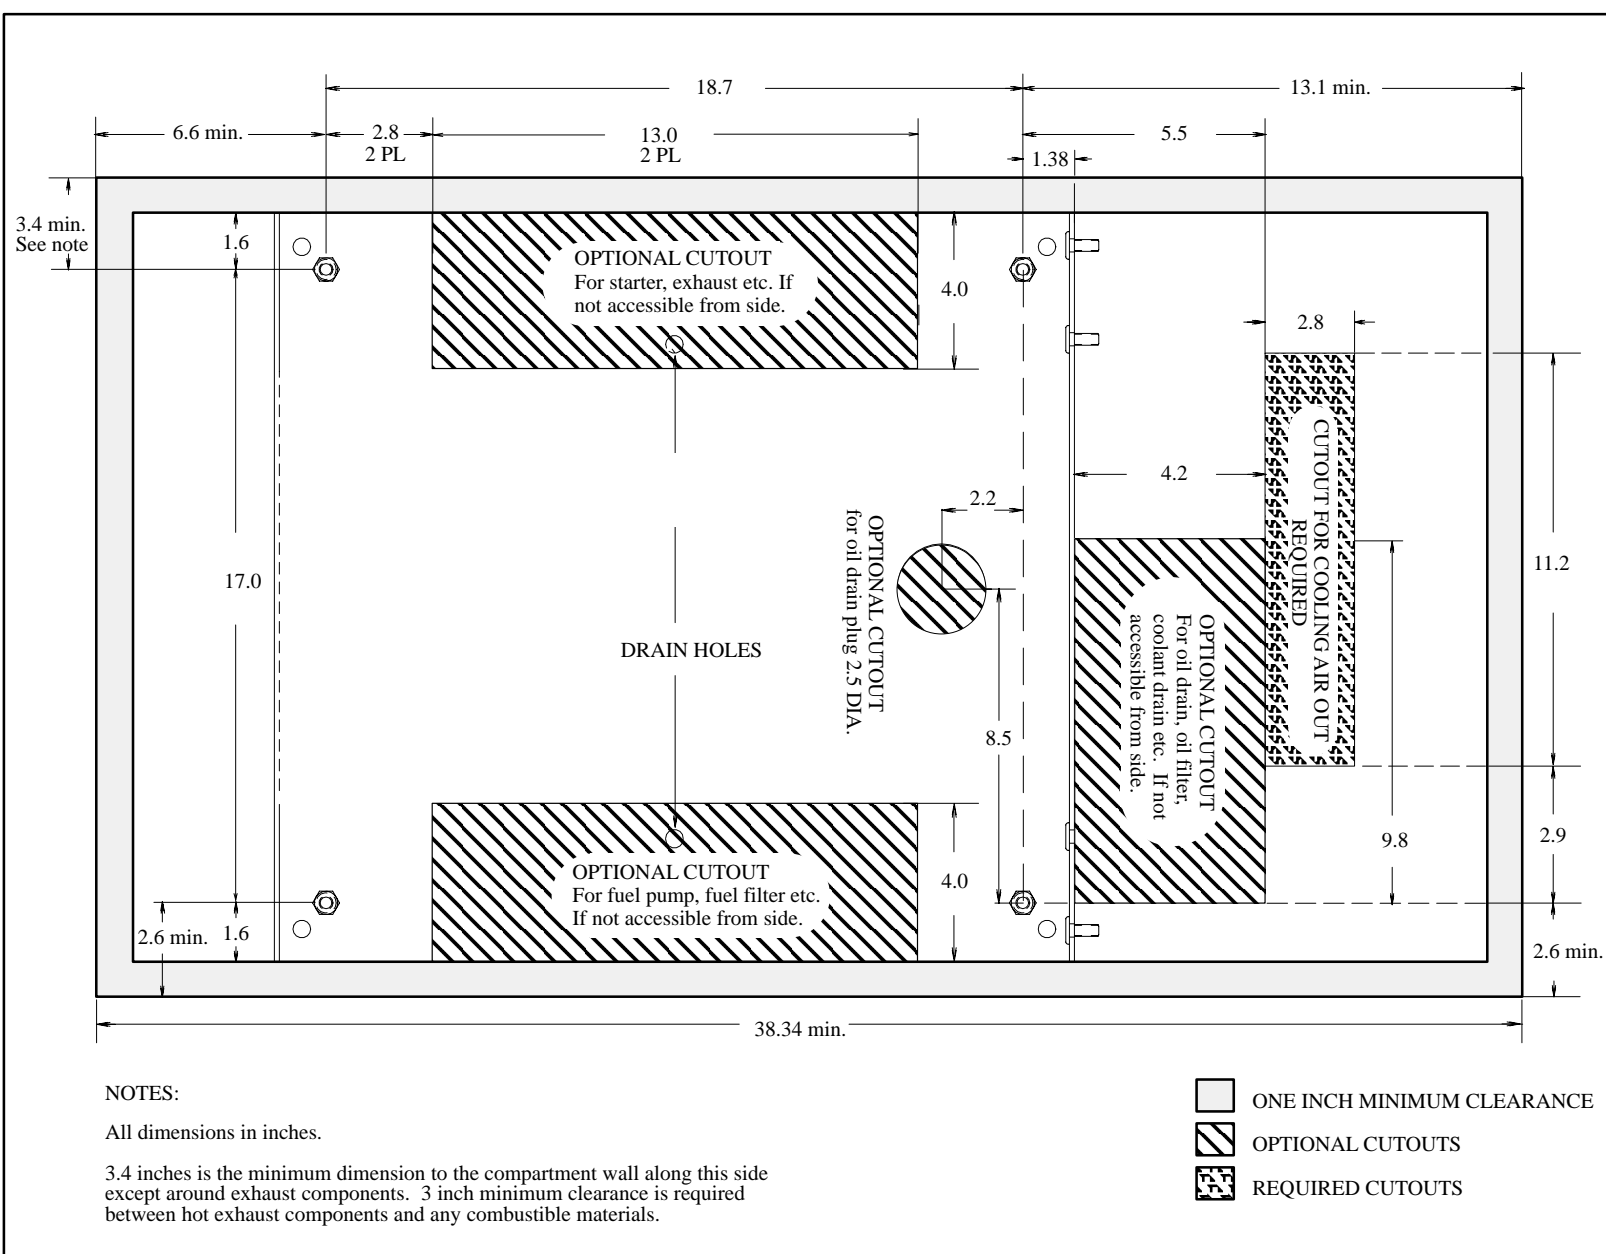 18.7
13.1 min.
6.6 min.
2.8
2 PL
13.0
2 PL
5.5
1.38
3.4 min.
See note
1.6
OPTIONAL CUTOUT
For starter, exhaust etc. If
not accessible from side.
4.0
2.8
4.2
2.2
CUTOUT FOR COOLING AIR OUT
REQUIRED
11.2
17.0
OPTIONAL CUTOUT
for oil drain plug 2.5 DIA.
DRAIN HOLES
OPTIONAL CUTOUT
For oil drain, oil filter,
coolant drain etc. If not
accessible from side.
8.5
9.8
2.9
OPTIONAL CUTOUT
For fuel pump, fuel filter etc.
If not accessible from side.
4.0
2.6 min.
1.6
2.6 min.
38.34 min.
NOTES:
All dimensions in inches.
3.4 inches is the minimum dimension to the compartment wall along this side
except around exhaust components. 3 inch minimum clearance is required
between hot exhaust components and any combustible materials.
ONE INCH MINIMUM CLEARANCE
OPTIONAL CUTOUTS
REQUIRED CUTOUTS